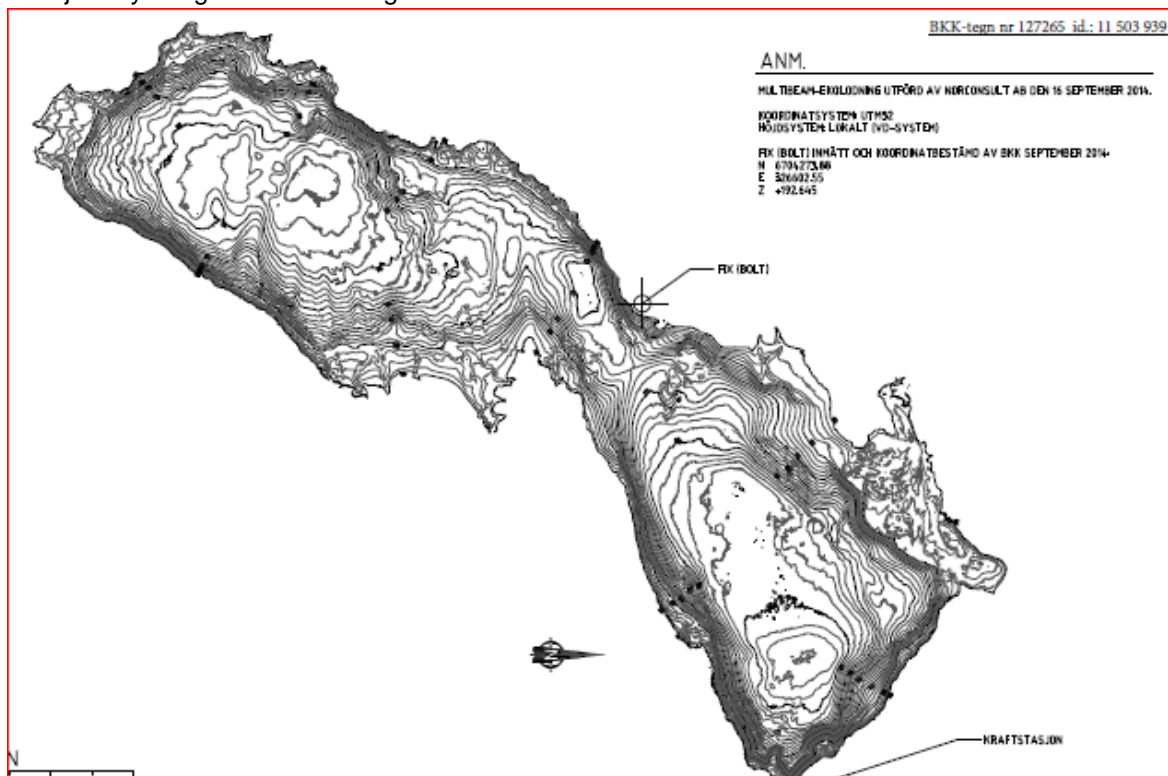 BKK-tegn nr 127265 id.: 11 503 939
ANM.
MULTIBEAM-EKOLODNING UTFÖRD AV NORCONSULT AB DEN 16 SEPTEMBER 2014.
KOORDINATSYSTEM: UTM32
HÖJDSYSTEM: LOKALT (VD-SYSTEM)
FIX (BOLT) INMÄTT OCH KOORDINATBESTÄMD AV BKK SEPTEMBER 2014:
N 6704273.88
E 326602.55
Z +192.645
FIX (BOLT)
KRAFTSTASJON
N